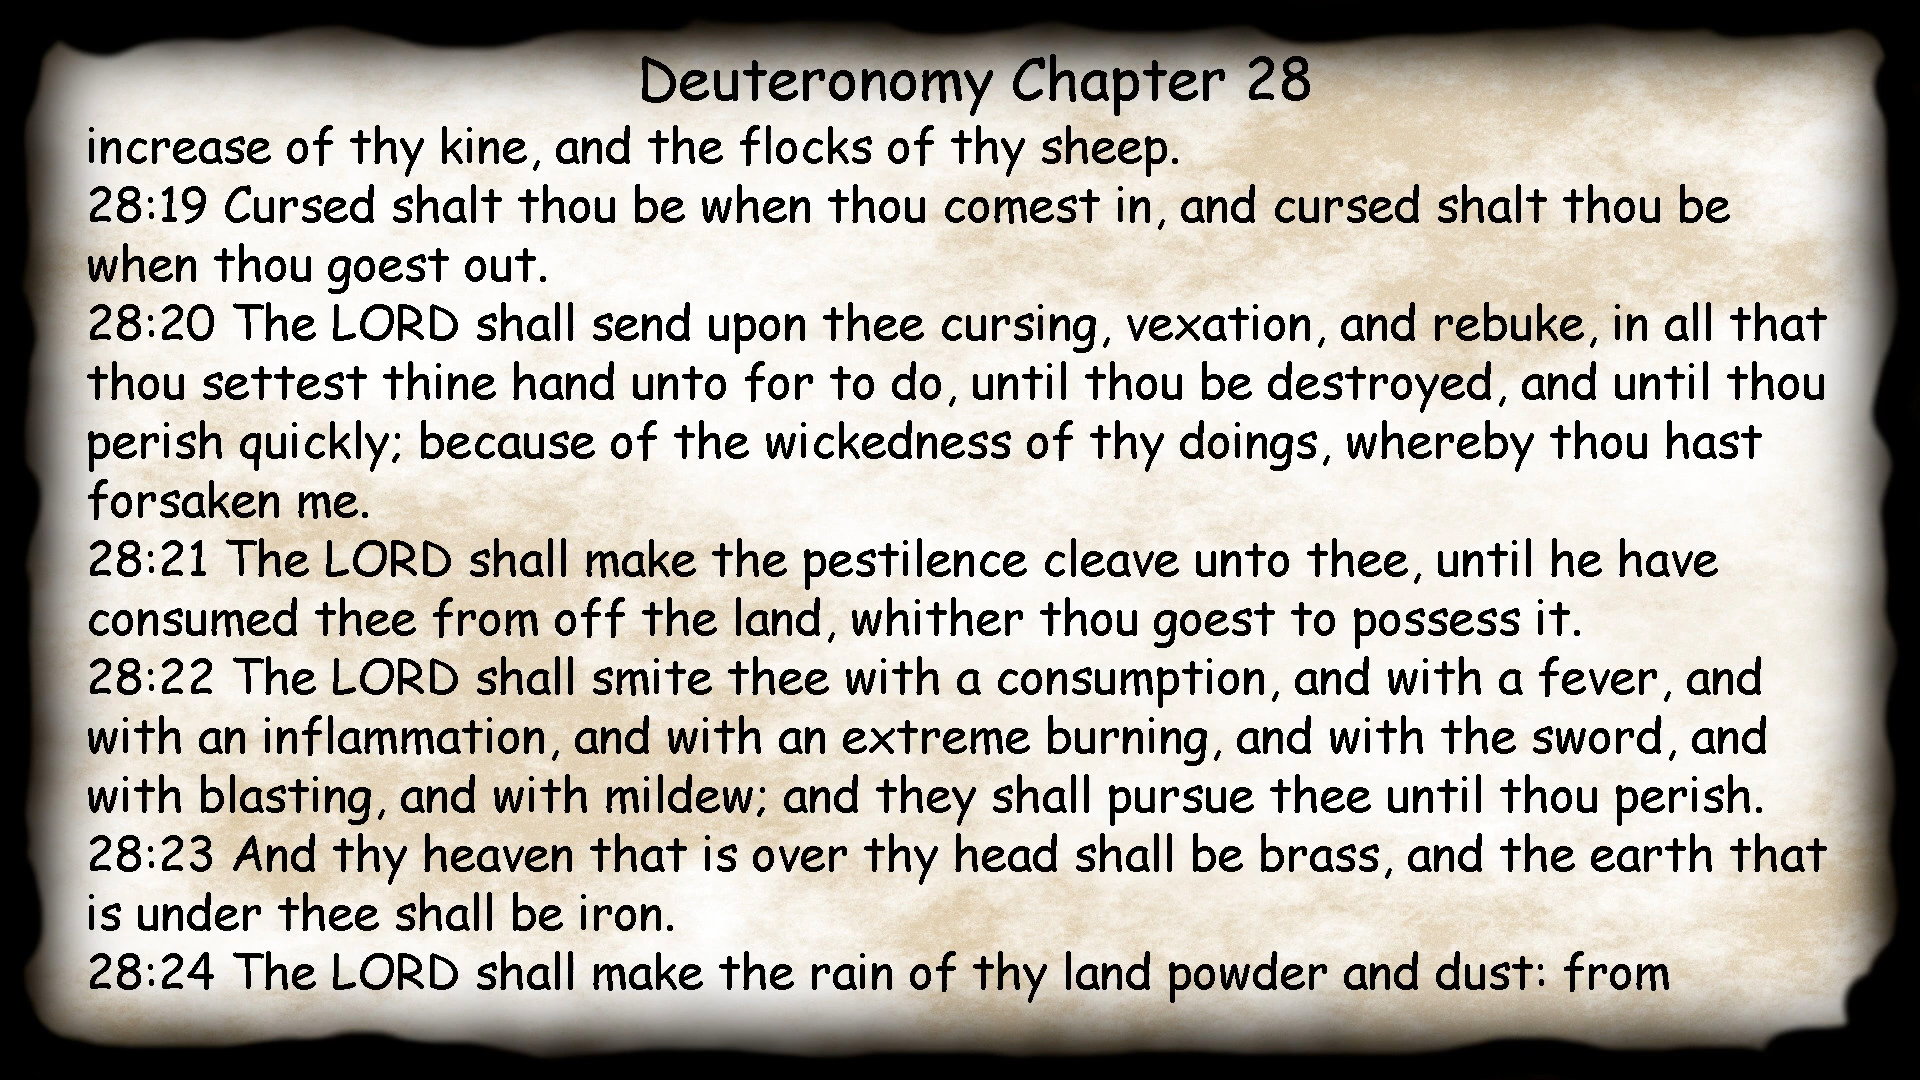 Deuteronomy Chapter 28
increase of thy kine, and the flocks of thy sheep.
28:19 Cursed shalt thou be when thou comest in, and cursed shalt thou be
when thou goest out.
28:20 The LORD shall send upon thee cursing, vexation, and rebuke, in all that
thou settest thine hand unto for to do, until thou be destroyed, and until thou
perish quickly; because of the wickedness of thy doings, whereby thou hast
forsaken me.
28:21 The LORD shall make the pestilence cleave unto thee, until he have
consumed thee from off the land, whither thou goest to possess it.
28:22 The LORD shall smite thee with a consumption, and with a fever, and
with an inflammation, and with an extreme burning, and with the sword, and
with blasting, and with mildew; and they shall pursue thee until thou perish.
28:23 And thy heaven that is over thy head shall be brass, and the earth that
is under thee shall be iron.
28:24 The LORD shall make the rain of thy land powder and dust: from